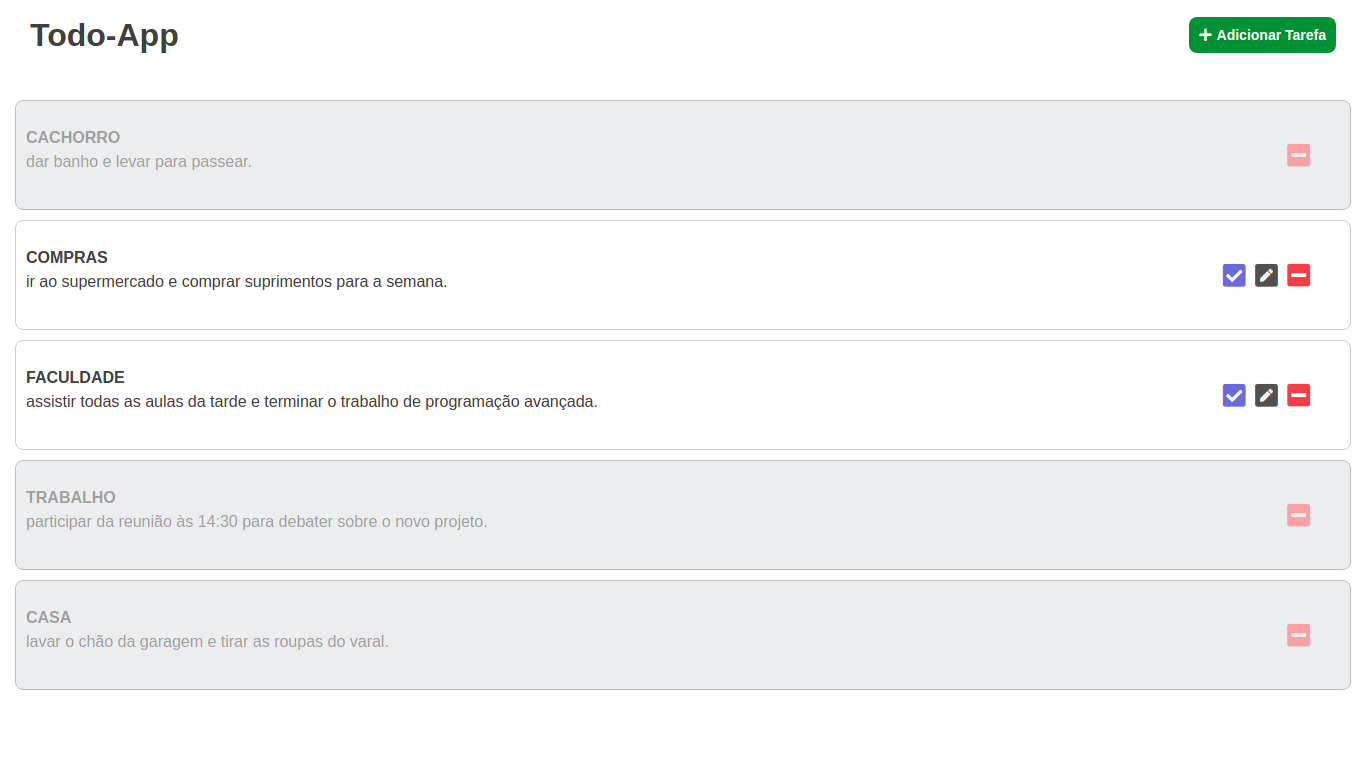 Todo-App
Adicionar Tarefa
CACHORRO
dar banho e levar para passear.
COMPRAS
ir ao supermercado e comprar suprimentos para a semana.
FACULDADE
assistir todas as aulas da tarde e terminar o trabalho de programação avançada.
TRABALHO
participar da reunião às 14:30 para debater sobre o novo projeto.
CASA
lavar o chão da garagem e tirar as roupas do varal.